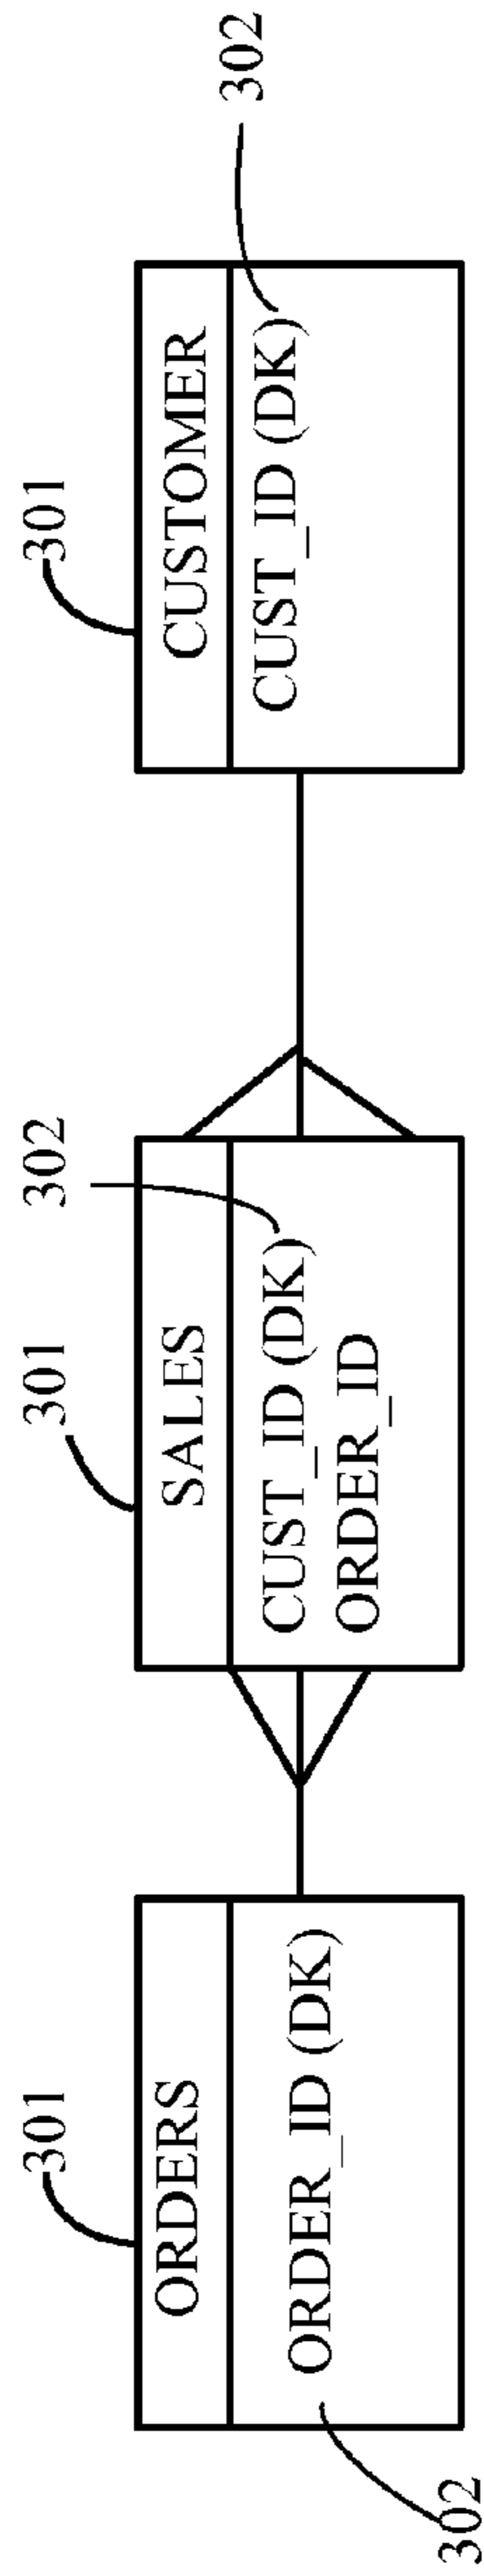 301
301
301
302
ORDERS
SALES
CUSTOMER
ORDER_ID (DK)
CUST_ID (DK)
ORDER_ID
CUST_ID (DK)
302
302